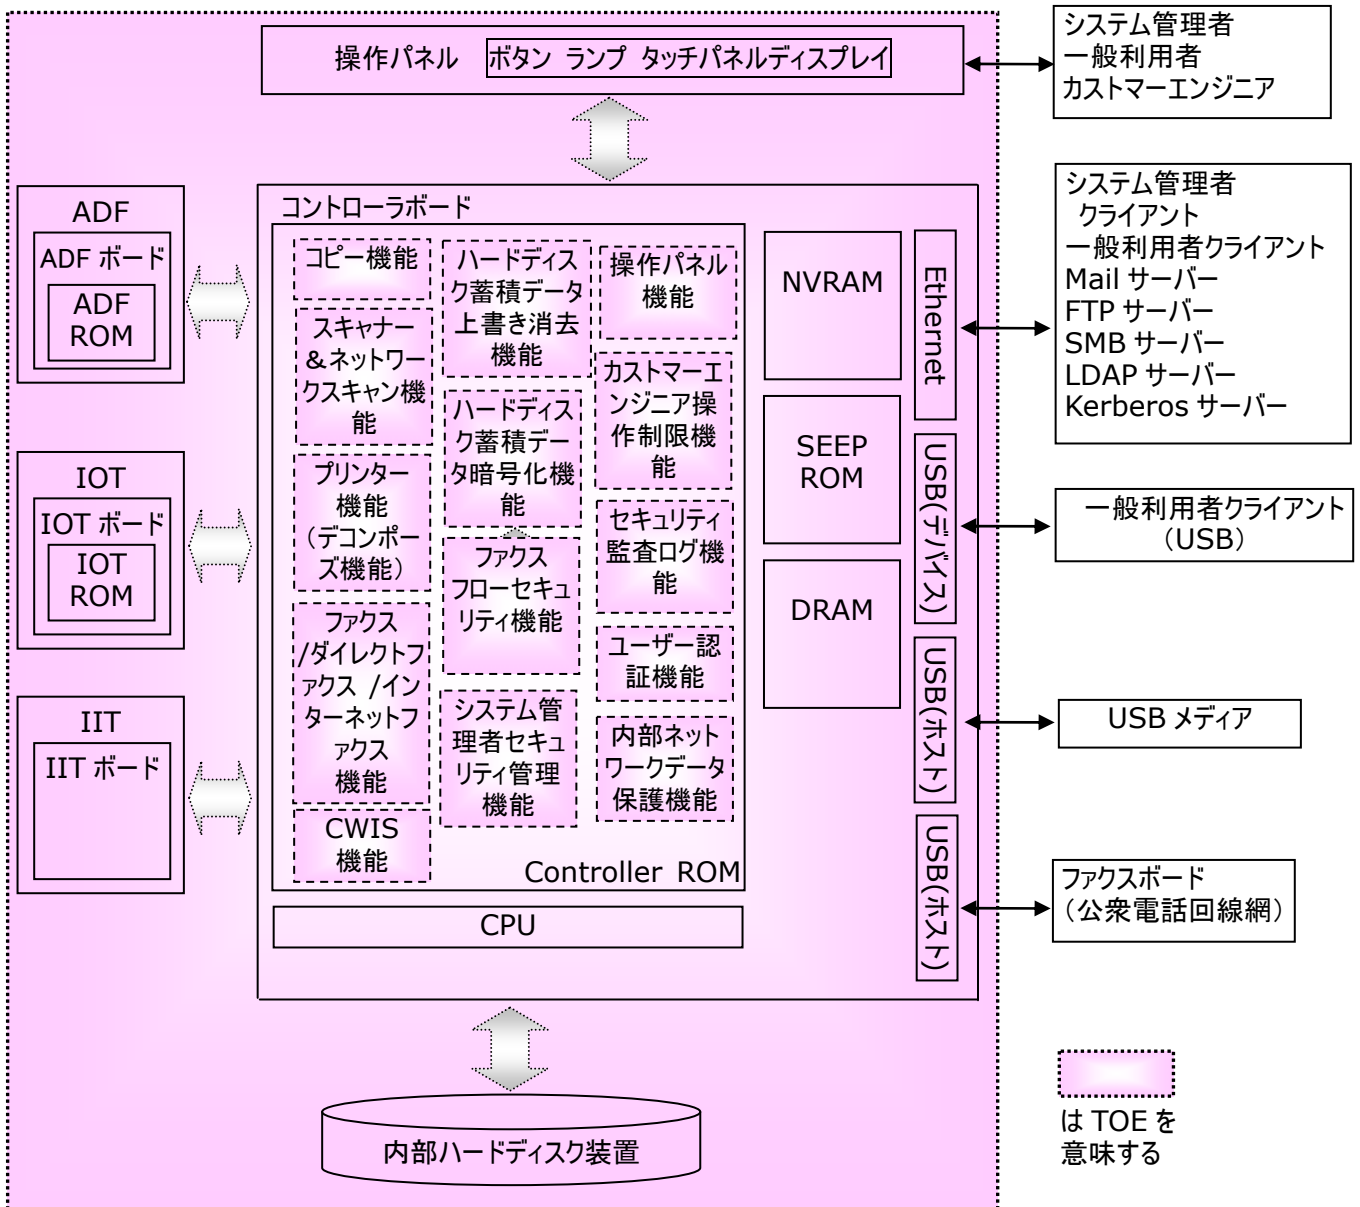 操作パネル ボタン ランプ タッチパネルディスプレイ
システム管理者
一般利用者
カストマーエンジニア
ADF
ADF ボード
ADF
ROM
IOT
IOT ボード
IOT
ROM
IIT
IIT ボード
コントローラボード
コピー機能
スキャナー
&ネットワー
クスキャン機
能
プリンター
機能
(デコンポー
ズ機能)
ファクス
/ダイレクトフ
ァクス /イン
ターネットフ
ァクス
機能
CWIS
機能
ハードディス
ク蓄積データ
上書き消去
機能
ハードディス
ク蓄積デー
タ暗号化機
能
ファクス
フローセキュ
リティ機能
システム管
理者セキュ
リティ管理
機能
操作パネル
機能
カストマーエ
ンジニア操
作制限機
能
セキュリティ
監査ログ機
能
ユーザー認
証機能
内部ネット
ワークデータ
保護機能
Controller ROM
CPU
NVRAM
SEEP
ROM
DRAM
Ethernet
USB(デバイス)
USB(ホスト)
USB(ホスト)
システム管理者
クライアント
一般利用者クライアント
Mail サーバー
FTP サーバー
SMB サーバー
LDAP サーバー
Kerberos サーバー
一般利用者クライアント
(USB)
USB メディア
ファクスボード
(公衆電話回線網)
内部ハードディスク装置
は TOE を
意味する